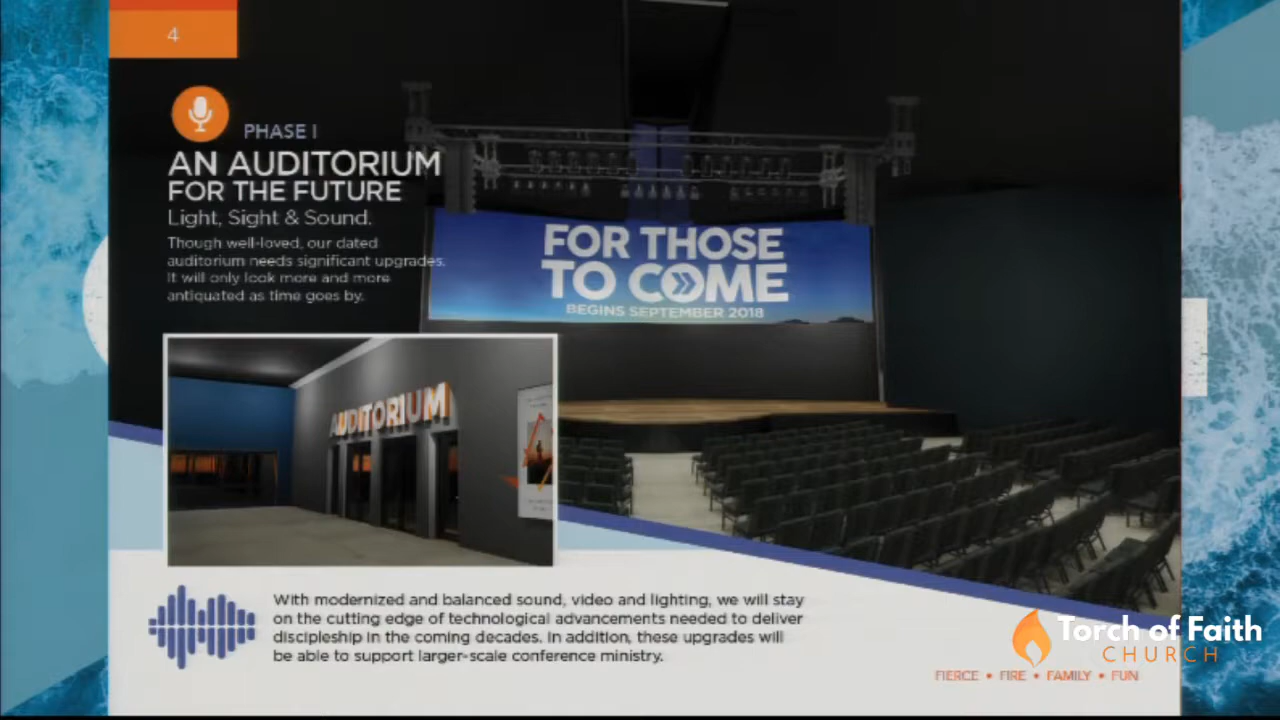 4
PHASE I
AN AUDITORIUM
FOR THE FUTURE
Light, Sight & Sound.
Though well-loved, our dated
auditorium needs significant upgrades.
It will only look more and more
antiquated as time goes by.
FOR THOSE
TO COME
BEGINS SEPTEMBER 2018
AUDITORIUM
With modernized and balanced sound, video and lighting, we will stay
on the cutting edge of technological advancements needed to deliver
discipleship in the coming decades. In addition, these upgrades will
be able to support larger-scale conference ministry.
Torch of Faith
CHURCH
FIERCE • FIRE • FAMILY • FUN